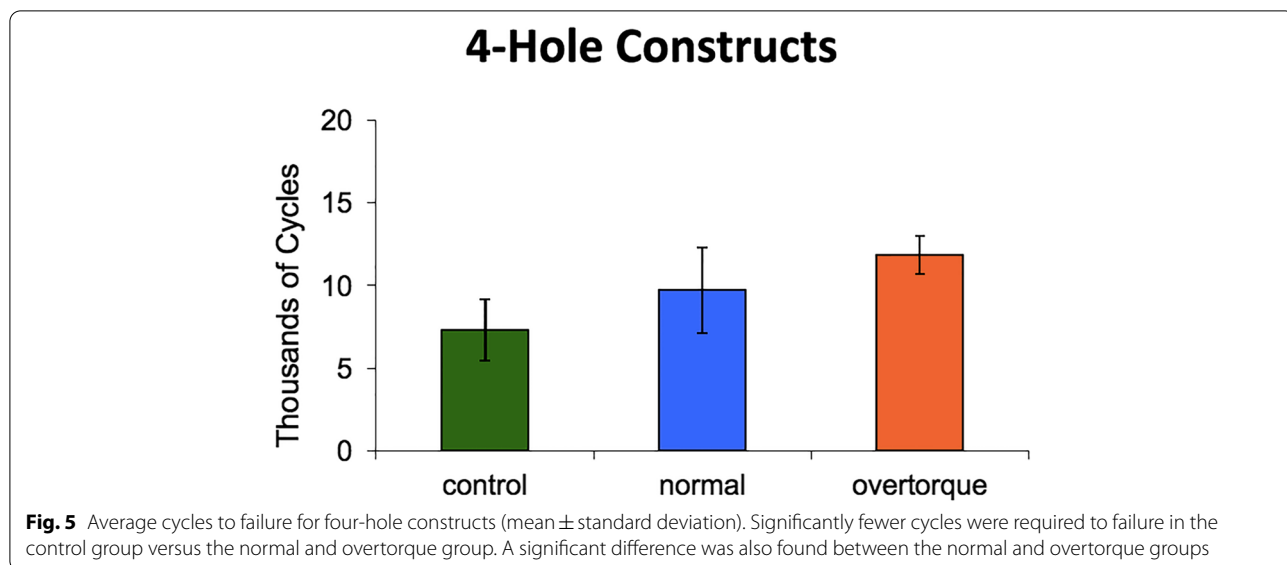 4-Hole Constructs
Thousands of Cycles
20
15
10
5
0
control normal overtorque
Fig. 5 Average cycles to failure for four-hole constructs (mean ± standard deviation). Significantly fewer cycles were required to failure in the
control group versus the normal and overtorque group. A significant difference was also found between the normal and overtorque groups